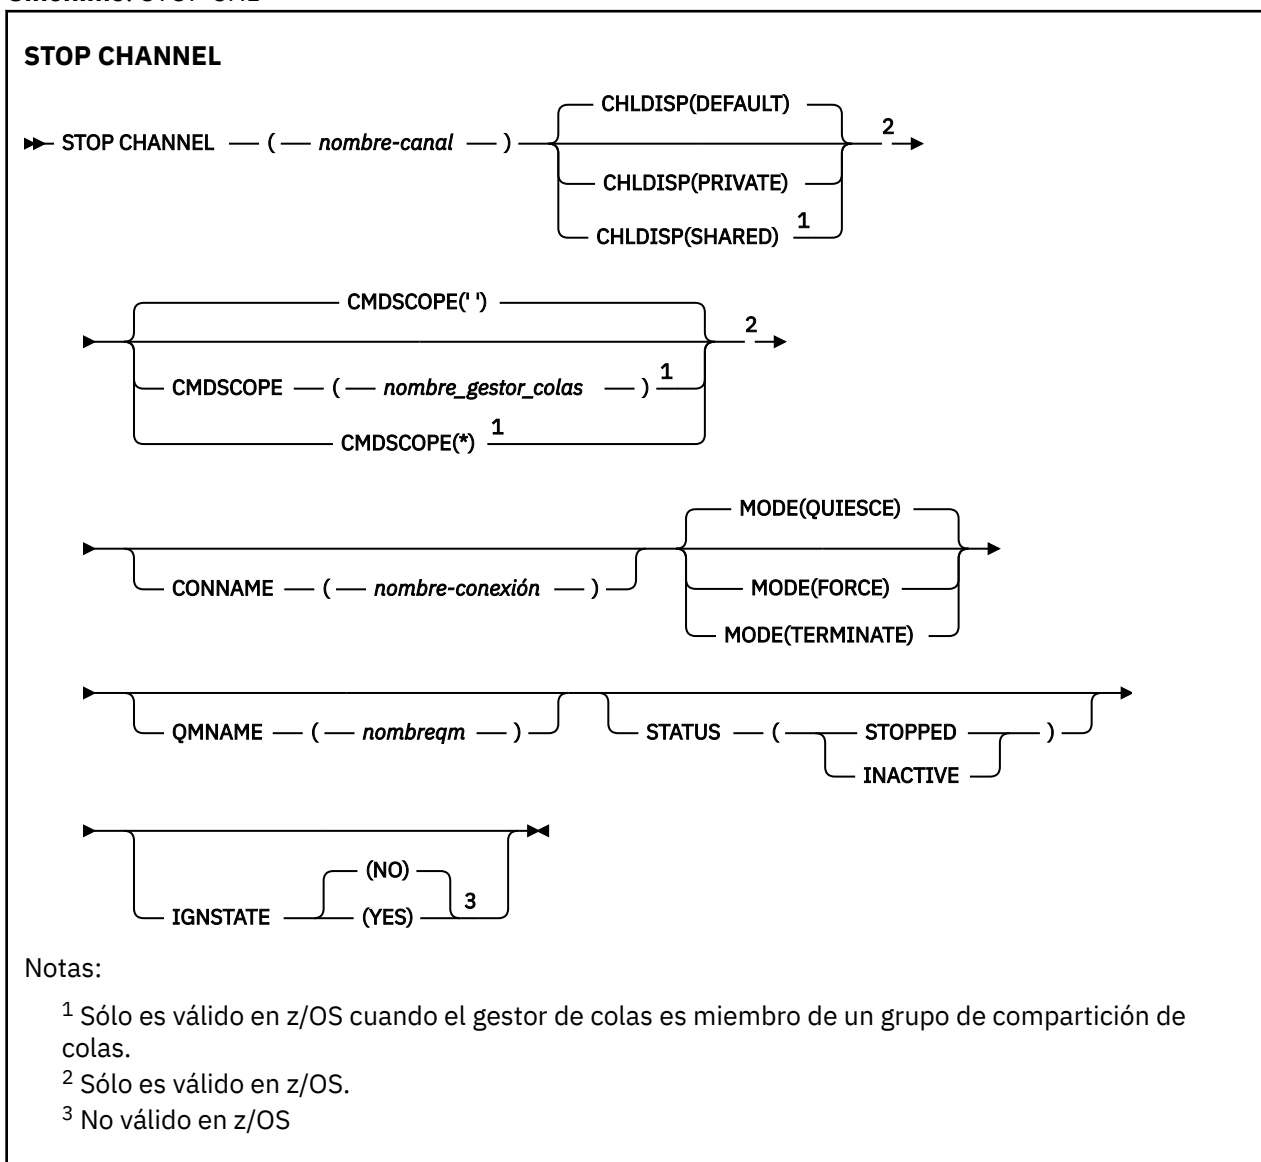 STOP CHANNEL
CHLDISP(DEFAULT)
STOP CHANNEL ( nombre-canal ) 2
CHLDISP(PRIVATE)
CHLDISP(SHARED) 1
CMDSCOPE(' ')
2
CMDSCOPE ( nombre_gestor_colas ) 1
CMDSCOPE(*) 1
MODE(QUIESCE)
CONNAME ( nombre-conexión ) MODE(FORCE)
MODE(TERMINATE)
QMNAME ( nombreqm ) STATUS ( STOPPED )
INACTIVE
(NO)
IGNSTATE (YES) 3
Notas:
1 Sólo es válido en z/OS cuando el gestor de colas es miembro de un grupo de compartición de
colas.
2 Sólo es válido en z/OS.
3 No válido en z/OS